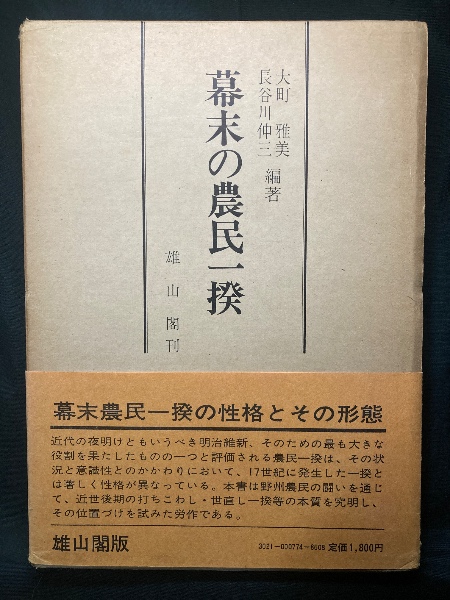 大町 雅美
長谷川伸三 編著
幕末の農民一揆
雄山閣刊
幕末農民一揆の性格とその形態
近代の夜明けともいうべき明治維新、そのための最も大きな
役割を果たしたものの一つと評価される農民一揆は、その状
況と意識性とのかかわりにおいて、17世紀に発生した一揆と
は著しく性格が異なっている。本書は野州農民の闘いを通じ
て、近世後期の打ちこわし・世直し一揆等の本質を究明し、
その位置づけを試みた労作である。
雄山閣版
3021-000774-8608 定価1,800円